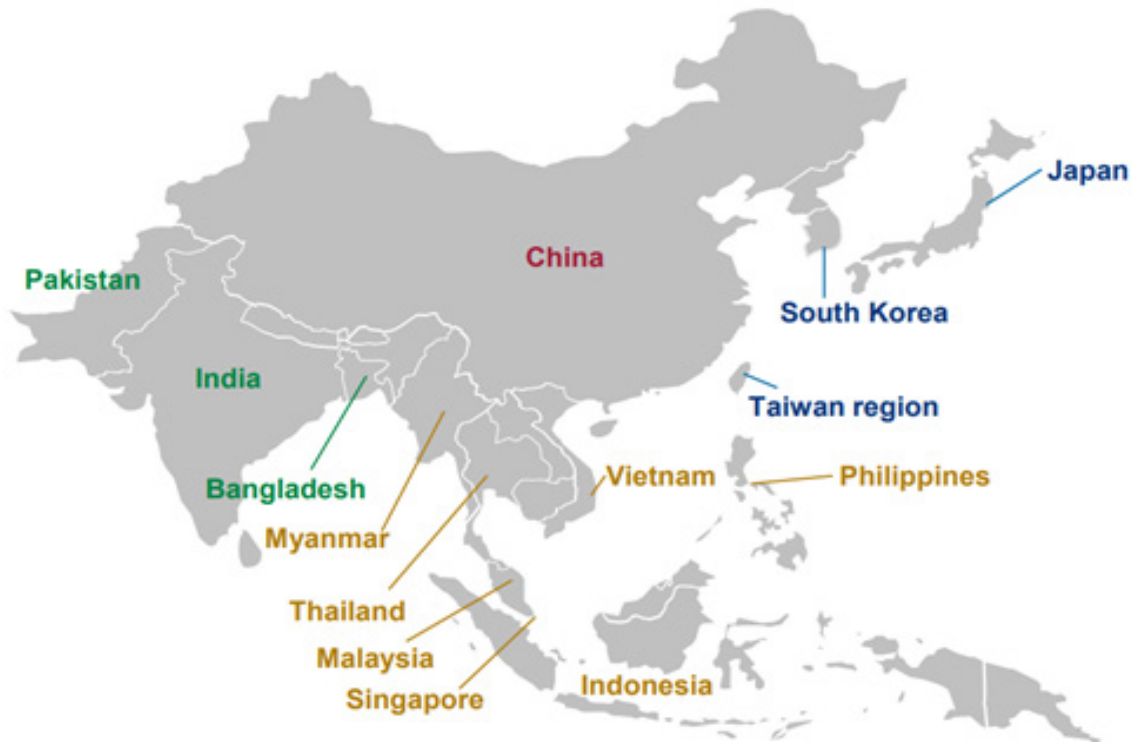 Japan
China
Pakistan
South Korea
India
Taiwan region
Vietnam
Philippines
Bangladesh
Myanmar
Thailand
Malaysia
Indonesia
Singapore